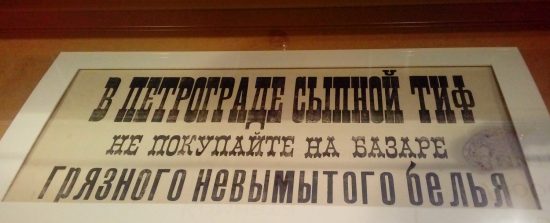 В ПЕТРОГРАДЕ СЫПНОЙ ТИФ
НЕ ПОКУПАЙТЕ НА БАЗАРЕ
Грязного невымытого белья